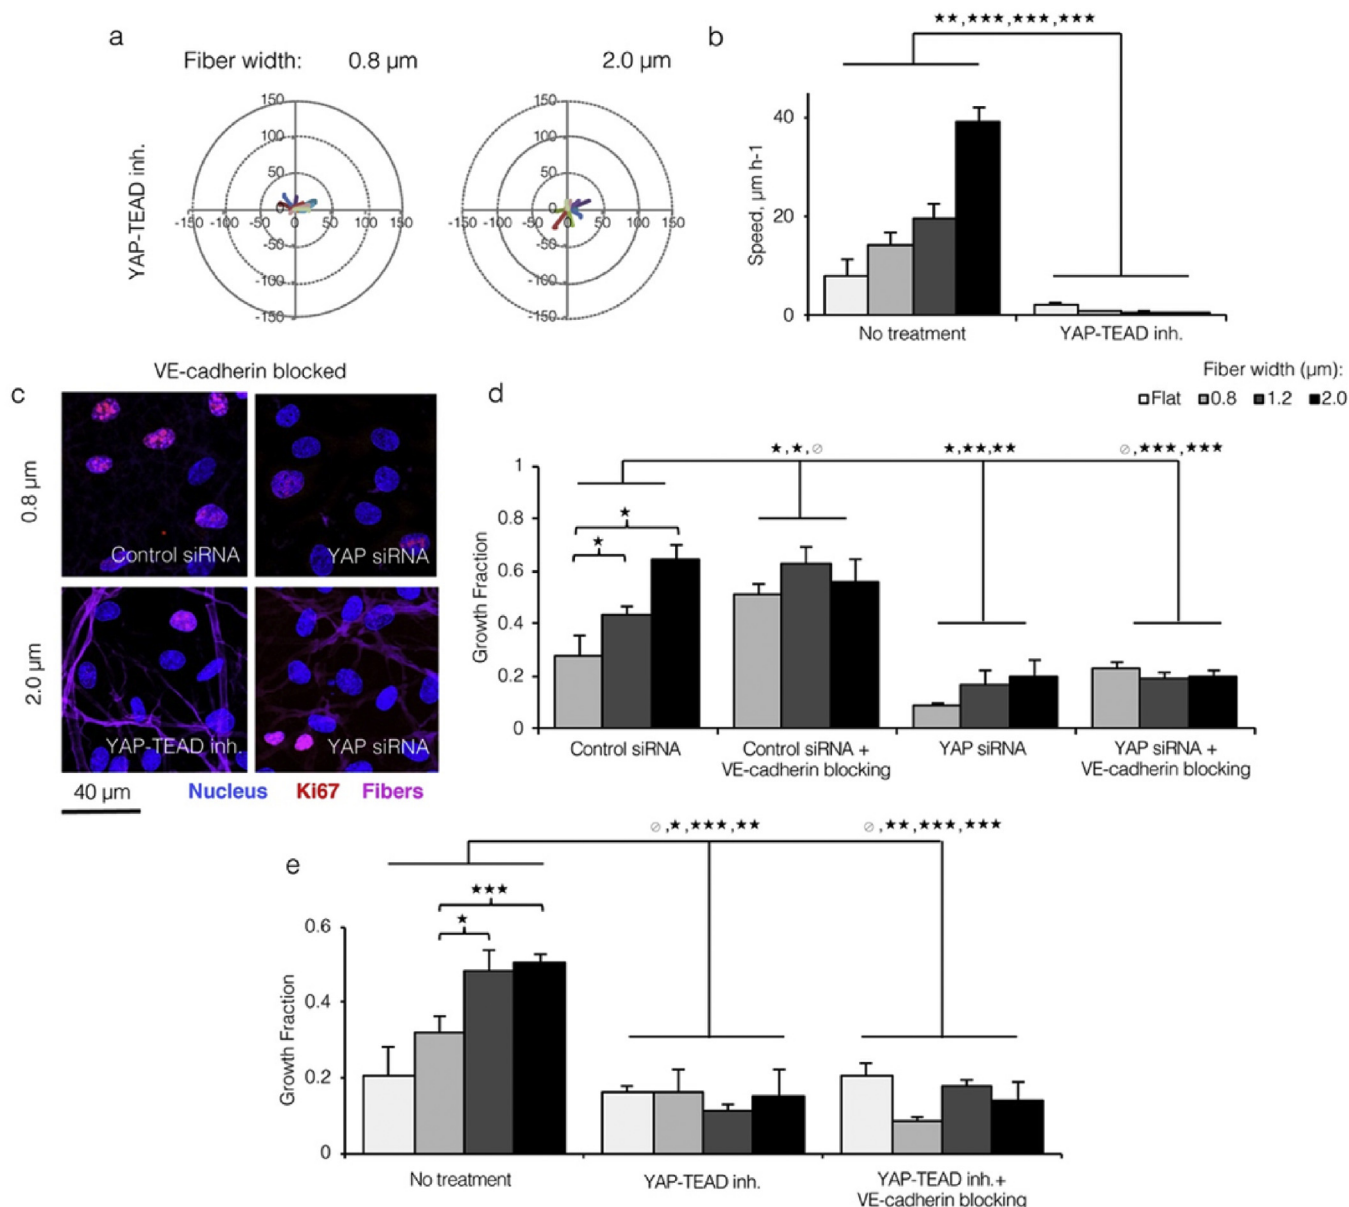 a
Fiber width: 0.8 µm 2.0 µm
YAP-TEAD inh.
150
100
50
0
-50
-100
-150
-150 -100 -50 0 50 100 150
150
100
50
0
-50
-100
-150
-150 -100 -50 0 50 100 150
b
★★,★★★,★★★,★★★
Speed, µm h-1
40
20
0
No treatment YAP-TEAD inh.
Fiber width (µm):
Flat 0.8 1.2 2.0
c
VE-cadherin blocked
0.8 µm
Control siRNA YAP siRNA
2.0 µm
YAP-TEAD inh. YAP siRNA
40 µm Nucleus Ki67 Fibers
d
★,★,⊘ ★,★★,★★ ⊘,★★★,★★★
★
★
Growth Fraction
1
0.8
0.6
0.4
0.2
0
Control siRNA Control siRNA + YAP siRNA YAP siRNA +
VE-cadherin blocking VE-cadherin blocking
e
⊘,★,★★★,★★ ⊘,★★,★★★,★★★
★★★
★
Growth Fraction
0.6
0.4
0.2
0
No treatment YAP-TEAD inh. YAP-TEAD inh.+
VE-cadherin blocking